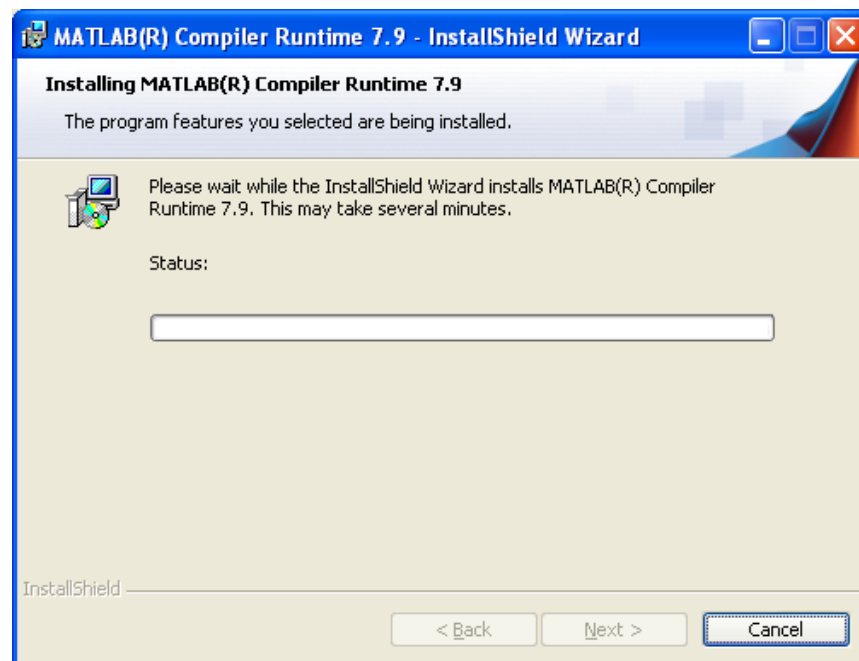 MATLAB(R) Compiler Runtime 7.9 - InstallShield Wizard
Installing MATLAB(R) Compiler Runtime 7.9
The program features you selected are being installed.
Please wait while the InstallShield Wizard installs MATLAB(R) Compiler
Runtime 7.9. This may take several minutes.
Status:
InstallShield
< Back
Next >
Cancel